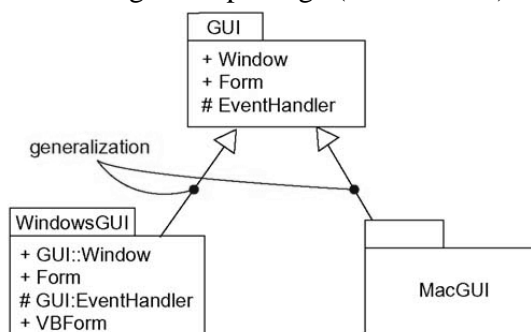 GUI
+ Window
+ Form
# EventHandler
generalization
WindowsGUI
+ GUI::Window
+ Form
# GUI:EventHandler
+ VBForm
MacGUI